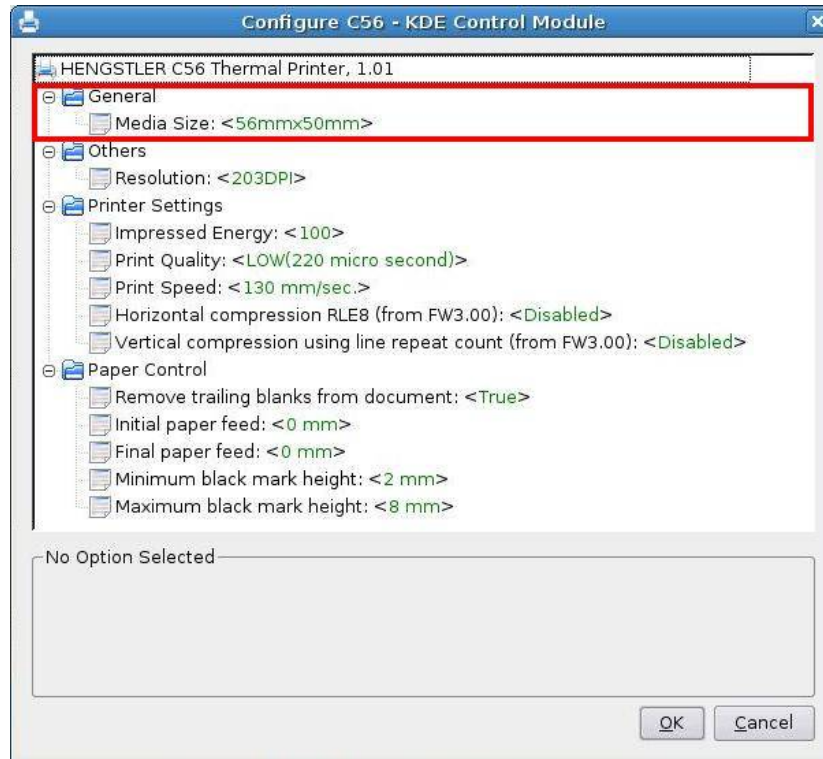 Configure C56 - KDE Control Module
HENGSTLER C56 Thermal Printer, 1.01
General
Media Size: <56mmx50mm>
Others
Resolution: <203DPI>
Printer Settings
Impressed Energy: <100>
Print Quality: <LOW(220 micro second)>
Print Speed: <130 mm/sec.>
Horizontal compression RLE8 (from FW3.00): <Disabled>
Vertical compression using line repeat count (from FW3.00): <Disabled>
Paper Control
Remove trailing blanks from document: <True>
Initial paper feed: <0 mm>
Final paper feed: <0 mm>
Minimum black mark height: <2 mm>
Maximum black mark height: <8 mm>
No Option Selected
OK Cancel